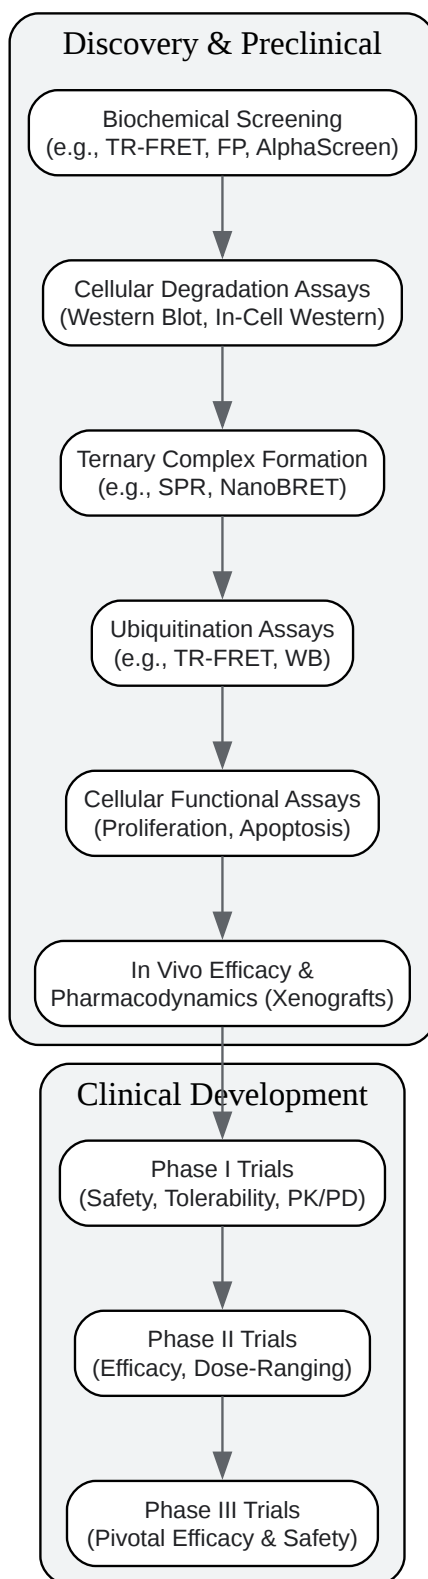 Discovery & Preclinical
Biochemical Screening
(e.g., TR-FRET, FP, AlphaScreen)
Cellular Degradation Assays
(Western Blot, In-Cell Western)
Ternary Complex Formation
(e.g., SPR, NanoBRET)
Ubiquitination Assays
(e.g., TR-FRET, WB)
Cellular Functional Assays
(Proliferation, Apoptosis)
In Vivo Efficacy &
Pharmacodynamics (Xenografts)
Clinical Development
Phase I Trials
(Safety, Tolerability, PK/PD)
Phase II Trials
(Efficacy, Dose-Ranging)
Phase III Trials
(Pivotal Efficacy & Safety)